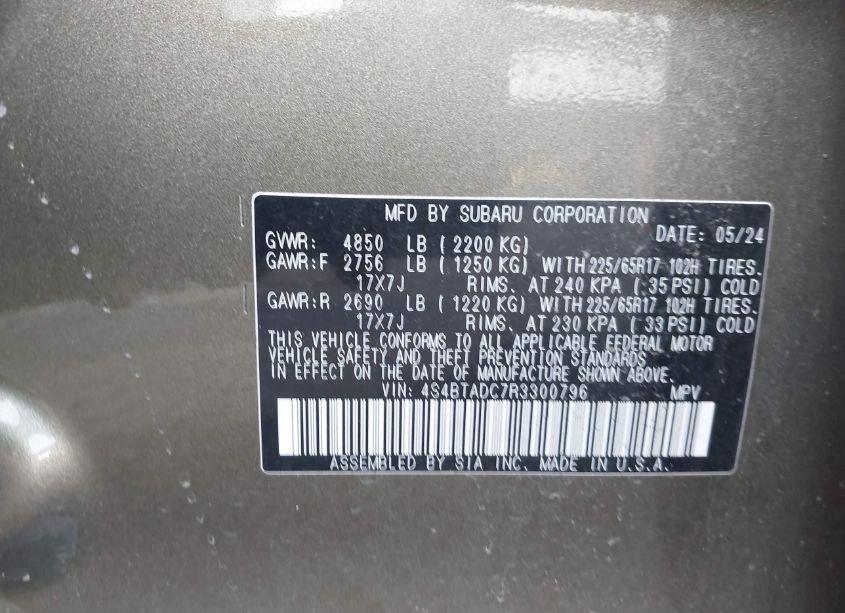 MFD BY SUBARU CORPORATION
DATE: 05/24
GVWR: 4850 LB (2200 KG)
GAWR:F 2756 LB (1250 KG) WITH 225/65R17 102H TIRES.
17X7J RIMS. AT 240 KPA (35 PSI) COLD
GAWR:R 2690 LB (1220 KG) WITH 225/65R17 102H TIRES.
17X7J RIMS. AT 230 KPA (33 PSI) COLD
THIS VEHICLE CONFORMS TO ALL APPLICABLE FEDERAL MOTOR
VEHICLE SAFETY AND THEFT PREVENTION STANDARDS
IN EFFECT ON THE DATE OF MANUFACTURE SHOWN ABOVE.
VIN: 4S4BTADC7R3300796 MPV
ASSEMBLED BY SIA INC. MADE IN U.S.A.